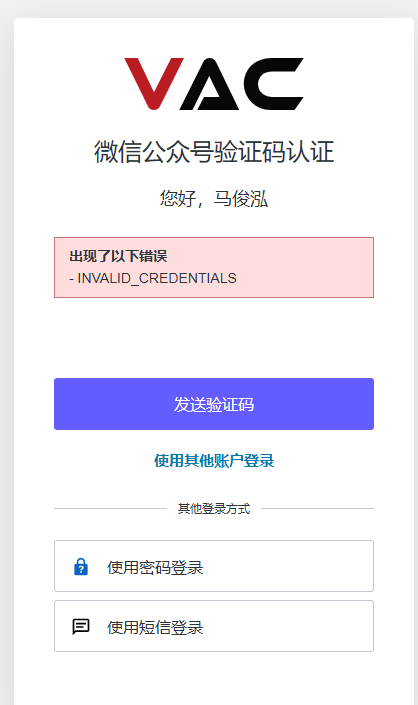 VAC
微信公众号验证码认证
您好，马俊泓
出现了以下错误
- INVALID_CREDENTIALS
发送验证码
使用其他账户登录
其他登录方式
使用密码登录
使用短信登录